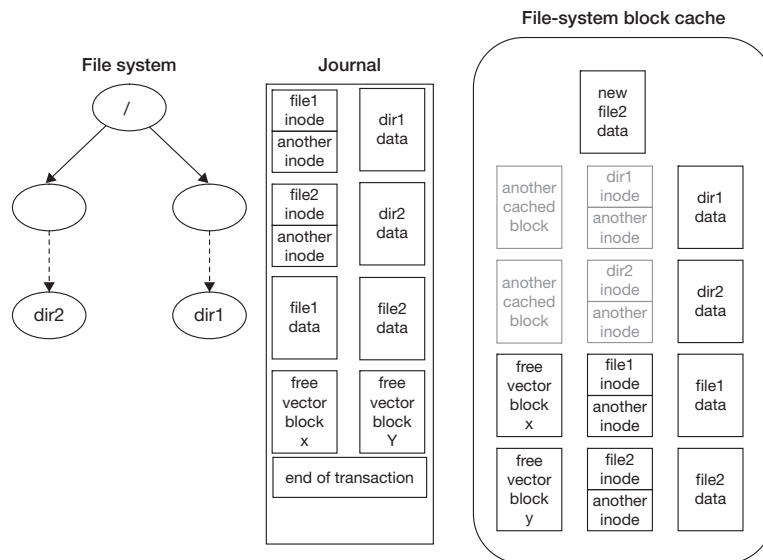 File-system block cache
File system
Journal
/
dir2
dir1
file1
inode
another
inode
dir1
data
file2
inode
another
inode
dir2
data
file1
data
file2
data
free
vector
block
x
free
vector
block
Y
end of transaction
new
file2
data
another
cached
block
dir1
inode
another
inode
dir1
data
another
cached
block
dir2
inode
another
inode
dir2
data
free
vector
block
x
file1
inode
another
inode
file1
data
free
vector
block
y
file2
inode
another
inode
file2
data